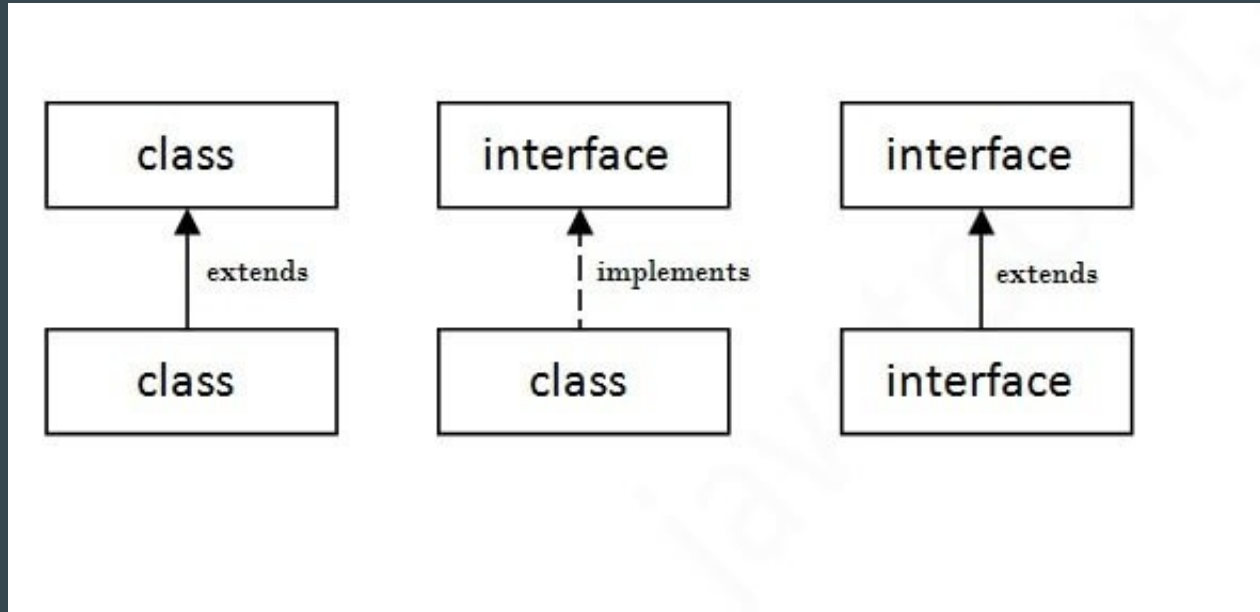 class interface interface
extends implements extends
class class interface